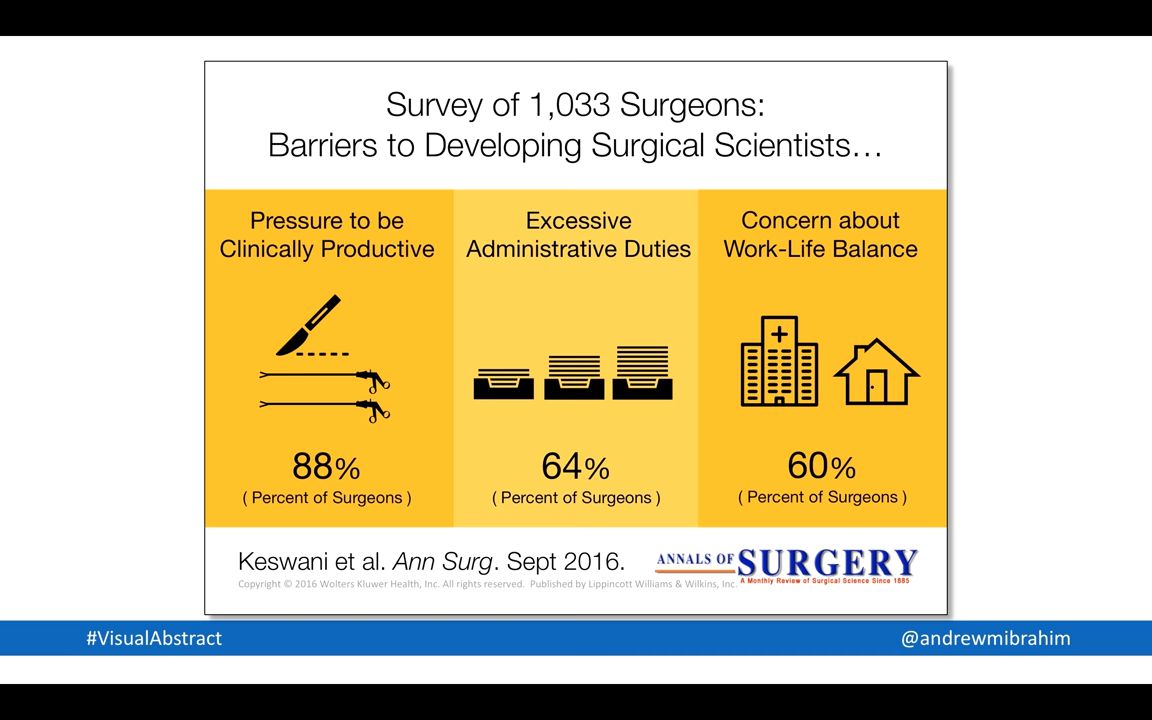 Survey of 1,033 Surgeons:
Barriers to Developing Surgical Scientists…
Pressure to be
Clinically Productive
88%
( Percent of Surgeons )
Excessive
Administrative Duties
64%
( Percent of Surgeons )
Concern about
Work-Life Balance
60%
( Percent of Surgeons )
Keswani et al. Ann Surg. Sept 2016.
Copyright © 2016 Wolters Kluwer Health, Inc. All rights reserved. Published by Lippincott Williams & Wilkins, Inc.
ANNALS OF SURGERY
A Monthly Review of Surgical Science Since 1885
#VisualAbstract
@andrewmibrahim